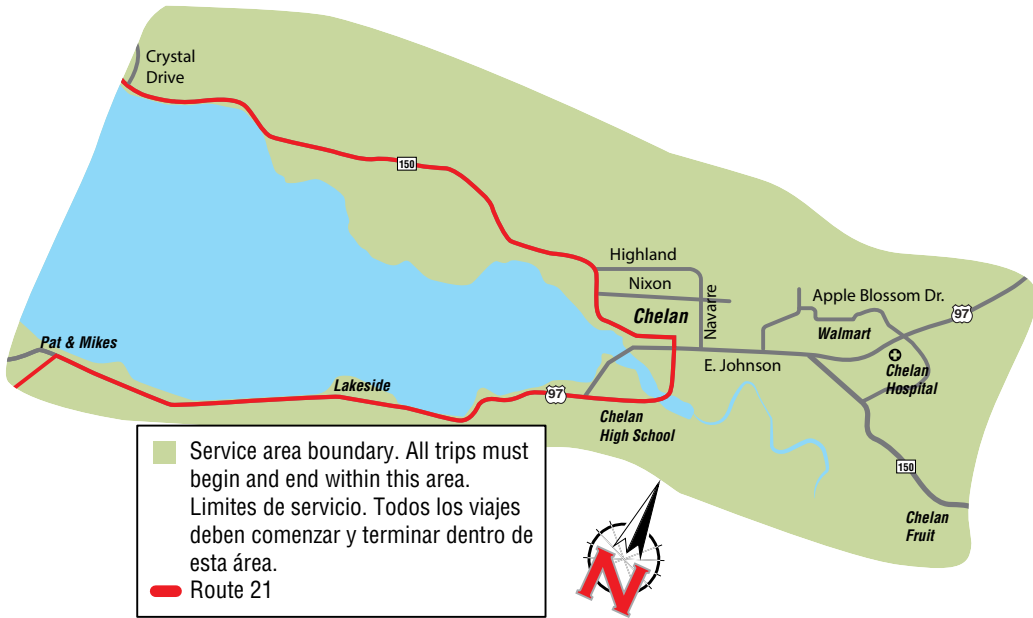 Crystal
Drive
150
Highland
Nixon
Navarre
Chelan
Apple Blossom Dr.
97
Walmart
Pat & Mikes
E. Johnson
Chelan
Hospital
Lakeside
97
Chelan
High School
150
Chelan
Fruit
Service area boundary. All trips must
begin and end within this area.
Limites de servicio. Todos los viajes
deben comenzar y terminar dentro de
esta área.
Route 21
N